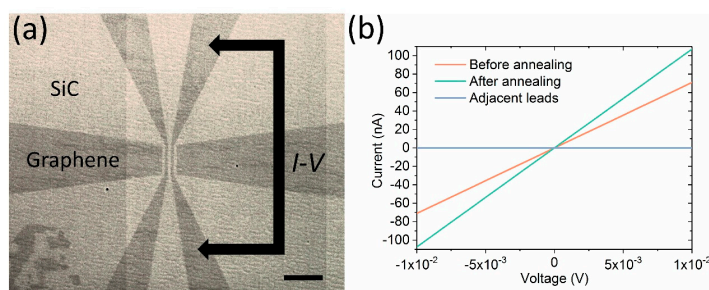 (a)
SiC
Graphene
I-V
(b)
Before annealing
After annealing
Adjacent leads
100
80
60
40
20
0
-20
-40
-60
-80
-100
Current (nA)
-1x10⁻²
-5x10⁻³
0
5x10⁻³
1x10⁻²
Voltage (V)